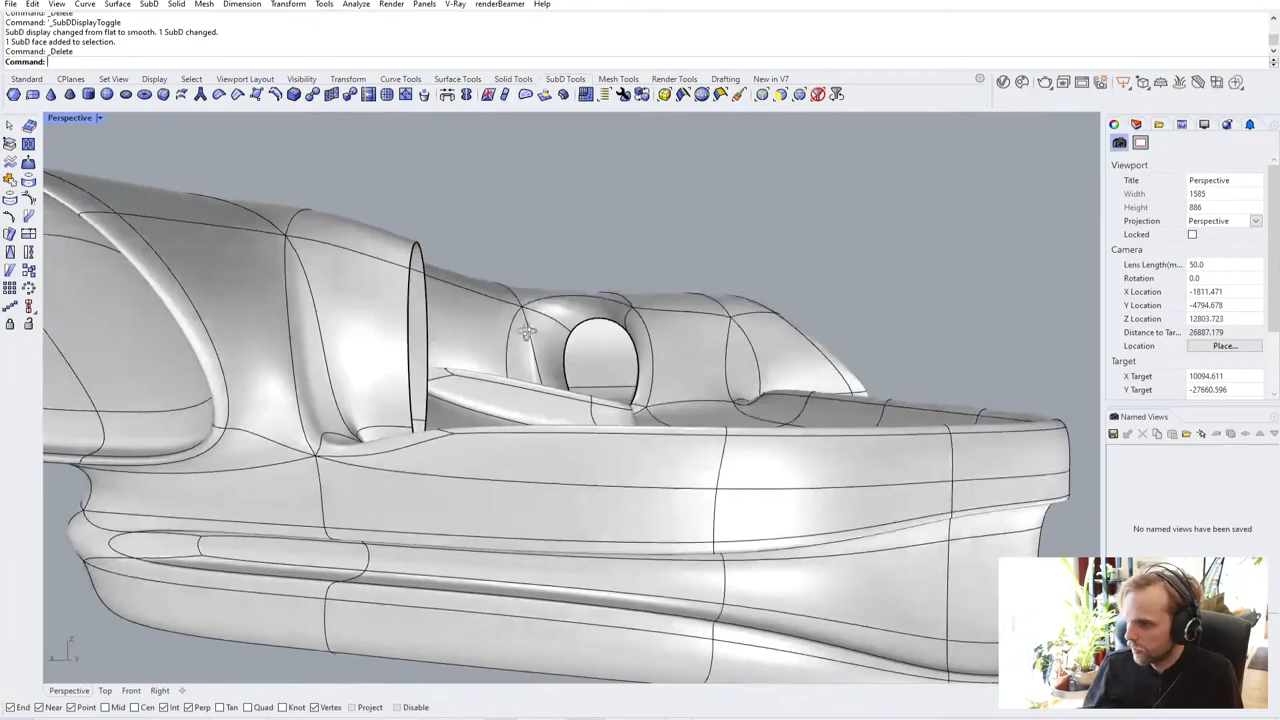 Command: _Delete
Command: '_SubDDisplayToggle
SubD display changed from flat to smooth. 1 SubD changed.
1 SubD face added to selection.
Command: _Delete
Command:
File Edit View Curve Surface SubD Solid Mesh Dimension Transform Tools Analyze Render Panels V-Ray renderBeamer Help
Standard CPlanes Set View Display Select Viewport Layout Visibility Transform Curve Tools Surface Tools Solid Tools SubD Tools Mesh Tools Render Tools Drafting New in V7
Perspective
Viewport
Title Perspective
Width 1585
Height 886
Projection Perspective
Locked
Camera
Lens Length(m... 50.0
Rotation 0.0
X Location -1811.471
Y Location -4794.678
Z Location 12803.723
Distance to Tar... 26887.179
Location Place...
Target
X Target 10094.611
Y Target -27660.596
Named Views
No named views have been saved
z
x y
Perspective Top Front Right
End Near Point Mid Cen Int Perp Tan Quad Knot Vertex Project Disable